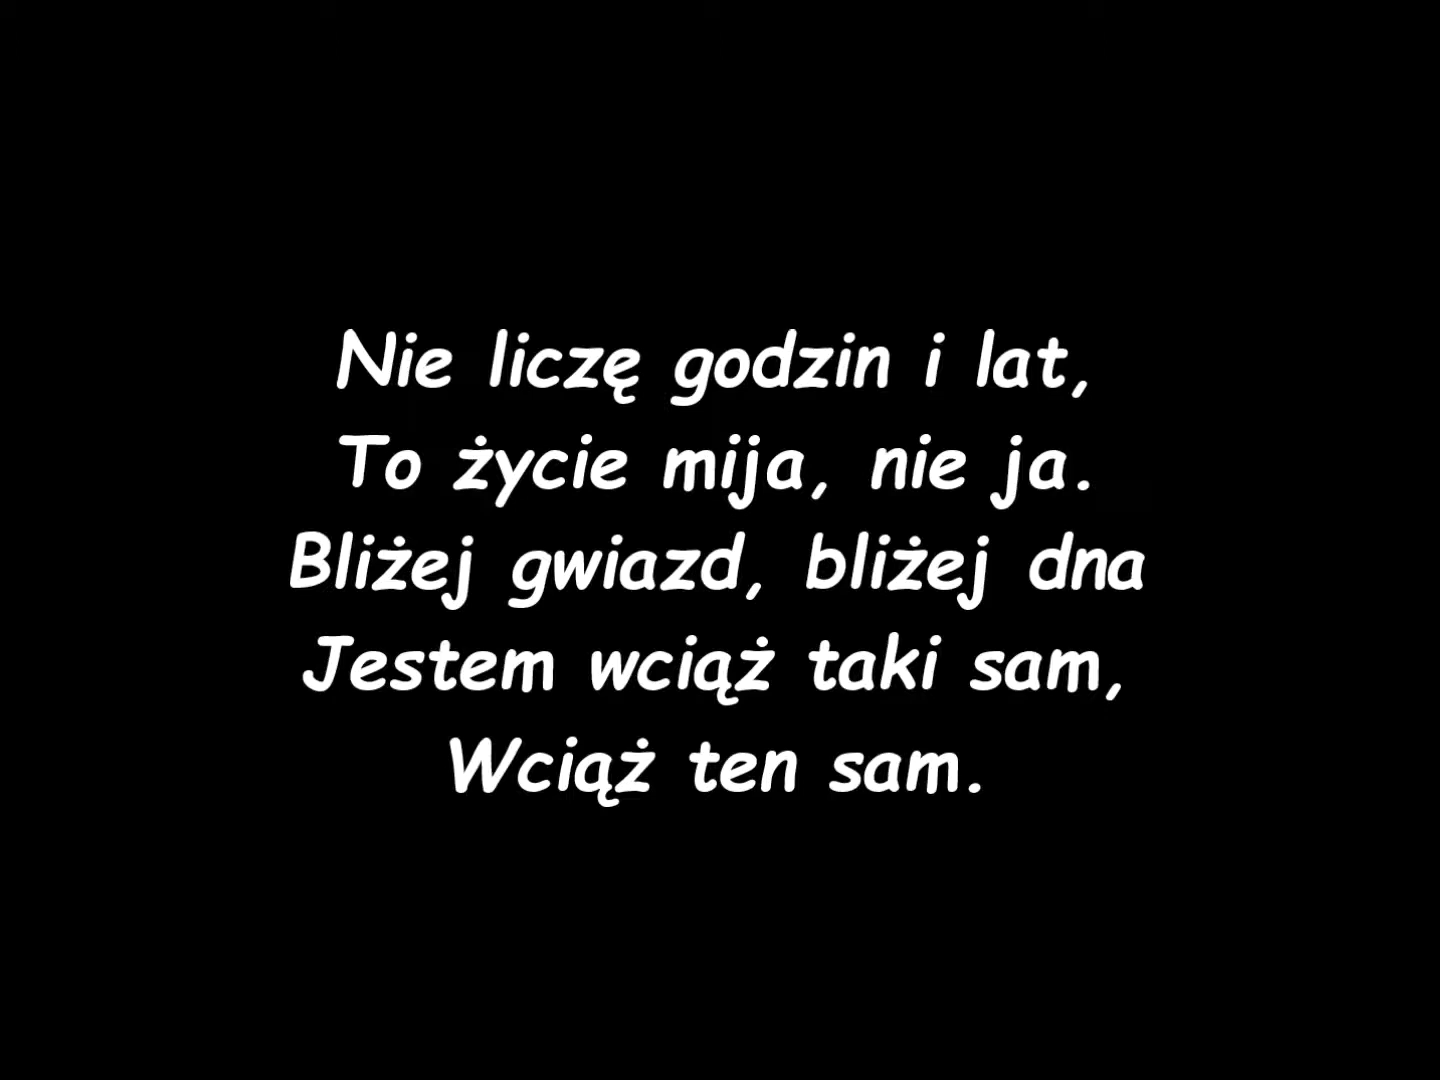 Nie liczę godzin i lat,
To życie mija, nie ja.
Bliżej gwiazd, bliżej dna
Jestem wciąż taki sam,
Wciąż ten sam.